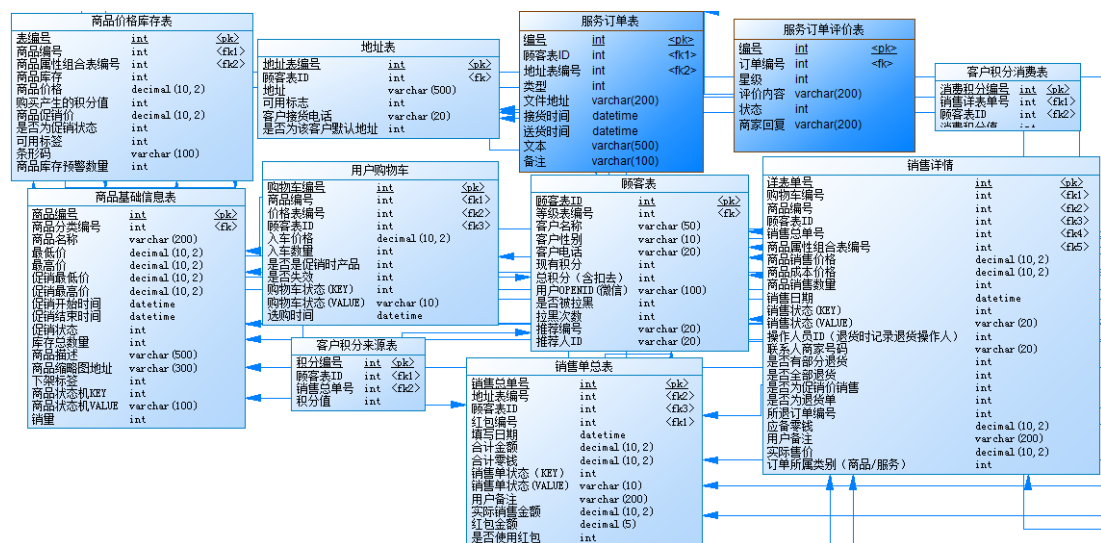 商品价格库存表
表编号 int <pk>
商品编号 int <fk1>
商品属性组合表编号 int <fk2>
商品库存 int
商品价格 decimal(10,2)
购买产生的积分值 int
商品促销价 decimal(10,2)
是否为促销状态 int
可用标签 int
条形码 varchar(100)
商品库存预警数量 int
地址表
地址表编号 int <pk>
顾客表ID int <fk>
地址 varchar(500)
可用标志 int
客户接货电话 varchar(20)
是否为该客户默认地址 int
服务订单表
编号 int <pk>
顾客表ID int <fk1>
地址表编号 int <fk2>
类型 int
文件地址 varchar(200)
接货时间 datetime
送货时间 datetime
文本 varchar(500)
备注 varchar(100)
服务订单评价表
编号 int <pk>
订单编号 int <fk>
星级 int
评价内容 varchar(200)
状态 int
商家回复 varchar(200)
客户积分消费表
消费积分编号 int <pk>
销售详表单号 int <fk1>
顾客表ID int <fk2>
消费积分值 int
商品基础信息表
商品编号 int <pk>
商品分类编号 int <fk>
商品名称 varchar(200)
最低价 decimal(10,2)
最高价 decimal(10,2)
促销最低价 decimal(10,2)
促销最高价 decimal(10,2)
促销开始时间 datetime
促销结束时间 datetime
促销状态 int
库存总数量 int
商品描述 varchar(500)
商品缩略图地址 varchar(300)
下架标签 int
商品状态机KEY int
商品状态机VALUE varchar(100)
销量 int
用户购物车
购物车编号 int <pk>
商品编号 int <fk1>
价格表编号 int <fk2>
顾客表ID int <fk3>
入车价格 decimal(10,2)
入车数量 int
是否是促销时产品 int
是否失效 int
购物车状态(KEY) int
购物车状态(VALUE) varchar(10)
选购时间 datetime
顾客表
顾客表ID int <pk>
等级表编号 int <fk>
客户名称 varchar(50)
客户性别 varchar(10)
客户电话 varchar(20)
现有积分 int
总积分（含扣去） int
用户OPENID(微信) varchar(100)
是否被拉黑 int
拉黑次数 int
推荐编号 varchar(20)
推荐人ID varchar(20)
销售详情
详表单号 int <pk>
购物车编号 int <fk1>
商品编号 int <fk2>
顾客表ID int <fk3>
销售总单号 int <fk4>
商品属性组合表编号 int <fk5>
商品销售价格 decimal(10,2)
商品成本价格 decimal(10,2)
商品销售数量 int
销售日期 datetime
销售状态(KEY) int
销售状态(VALUE) varchar(20)
操作人员ID（退货时记录退货操作人） int
联系人商家号码 varchar(20)
是否有部分退货 int
是否全部退货 int
是否为促销价销售 int
是否为退货单 int
所退订单编号 int
应备零钱 decimal(10,2)
用户备注 varchar(200)
实际售价 decimal(10,2)
订单所属类别（商品/服务） int
客户积分来源表
积分编号 int <pk>
顾客表ID int <fk1>
销售总单号 int <fk2>
积分值 int
销售单总表
销售总单号 int <pk>
地址表编号 int <fk2>
顾客表ID int <fk3>
红包编号 int <fk1>
填写日期 datetime
合计金额 decimal(10,2)
合计零钱 decimal(10,2)
销售单状态（KEY） int
销售单状态(VALUE) varchar(10)
用户备注 varchar(200)
实际销售金额 decimal(10,2)
红包金额 decimal(5)
是否使用红包 int